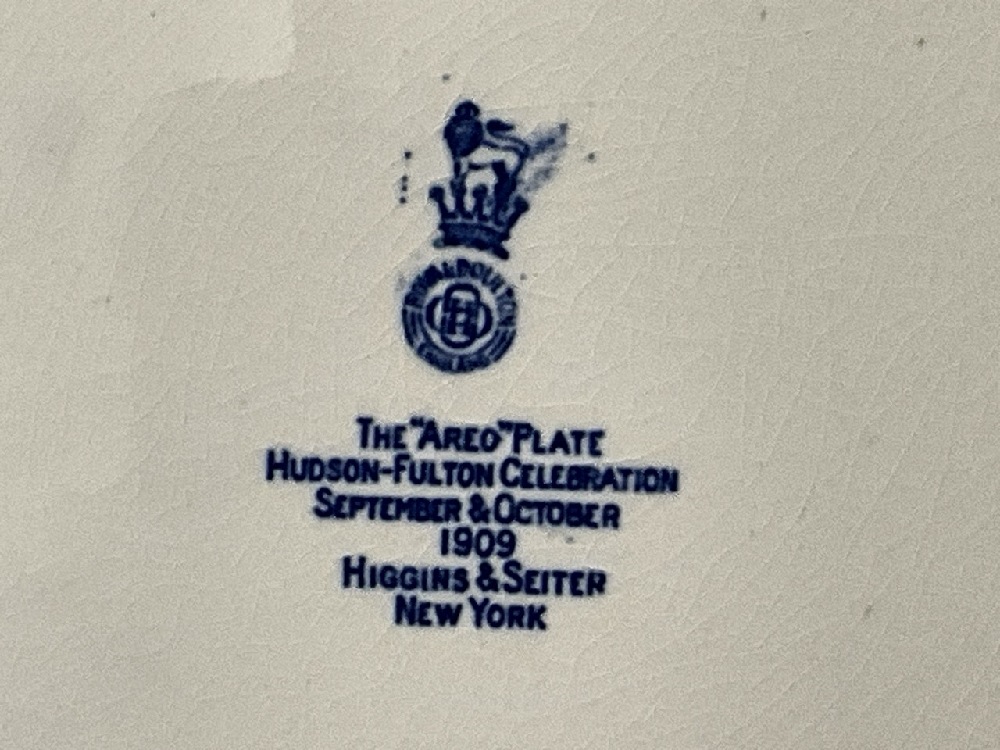 ROYAL DOULTON
ENGLAND
THE "AREO" PLATE
HUDSON-FULTON CELEBRATION
SEPTEMBER & OCTOBER
1909
HIGGINS & SEITER
NEW YORK